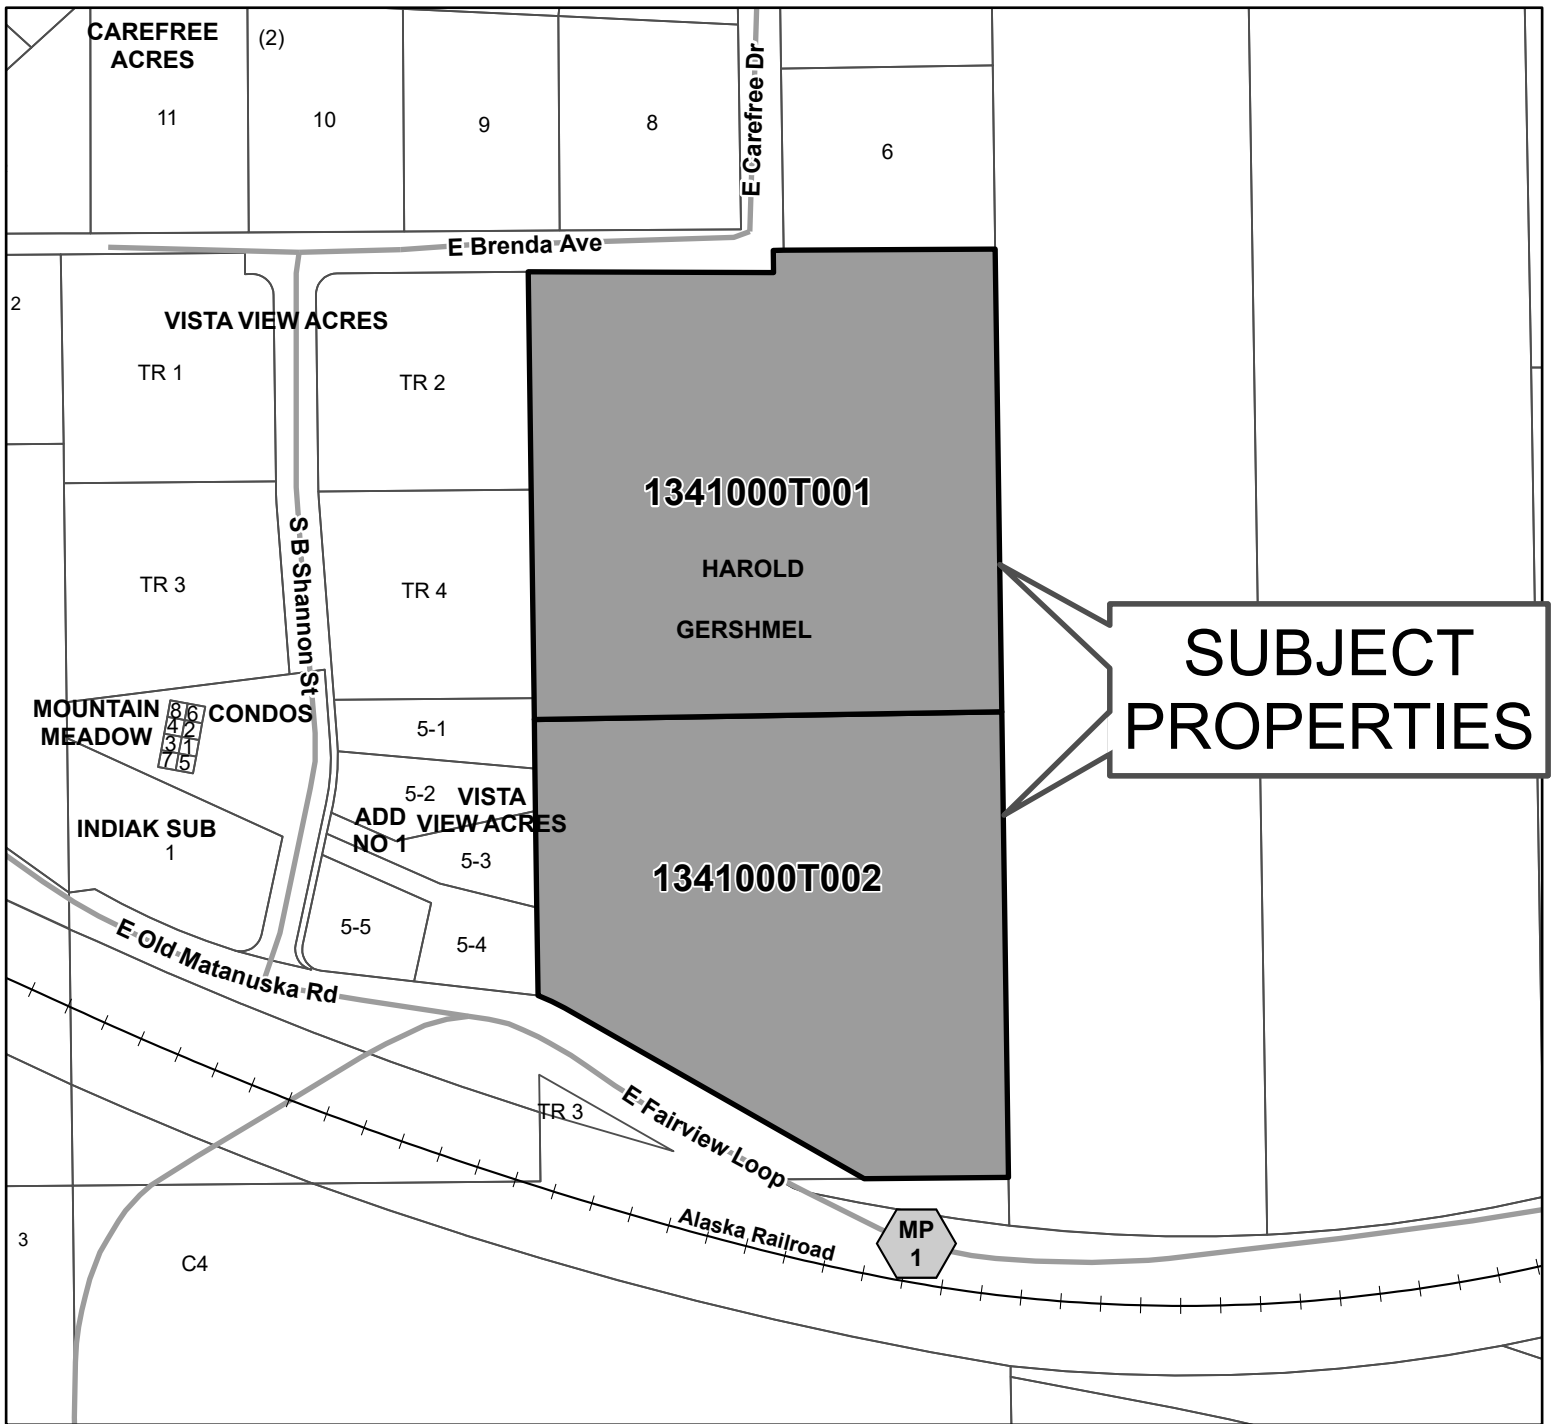 CAREFREE
ACRES
(2)
11
10
9
8
E Carefree Dr
6
E Brenda Ave
2
VISTA VIEW ACRES
TR 1
TR 2
1341000T001
HAROLD
GERSHMEL
S B Shannon St
TR 3
TR 4
SUBJECT
PROPERTIES
MOUNTAIN
MEADOW
CONDOS
8 6
4 2
3 1
7 5
5-1
5-2
VISTA
VIEW ACRES
ADD
NO 1
INDIAK SUB
1
5-3
1341000T002
5-5
5-4
E Old Matanuska Rd
TR 3
E Fairview Loop
Alaska Railroad
MP
1
3
C4